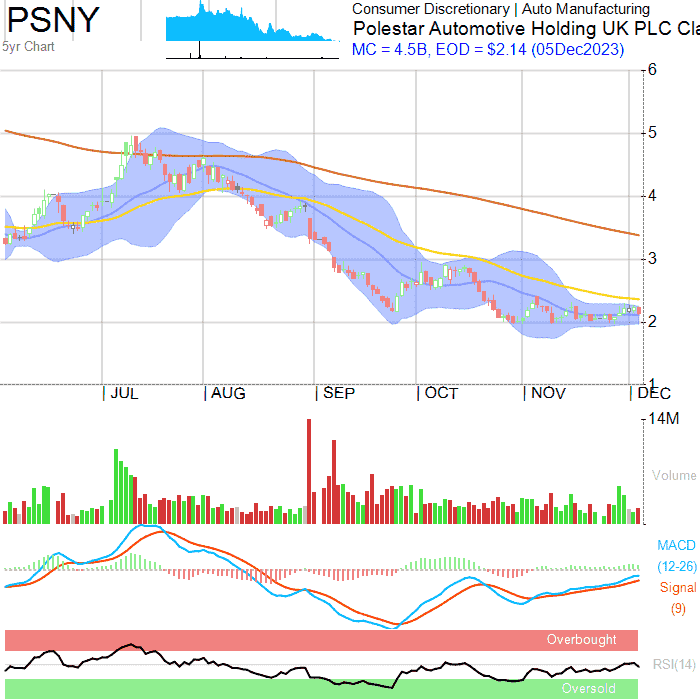 PSNY
5yr Chart
Consumer Discretionary | Auto Manufacturing
Polestar Automotive Holding UK PLC Cla
MC = 4.5B, EOD = $2.14 (05Dec2023)
6
5
4
3
2
1
JUL AUG SEP OCT NOV DEC
14M
Volume
MACD
(12-26)
Signal
(9)
Overbought
RSI(14)
Oversold